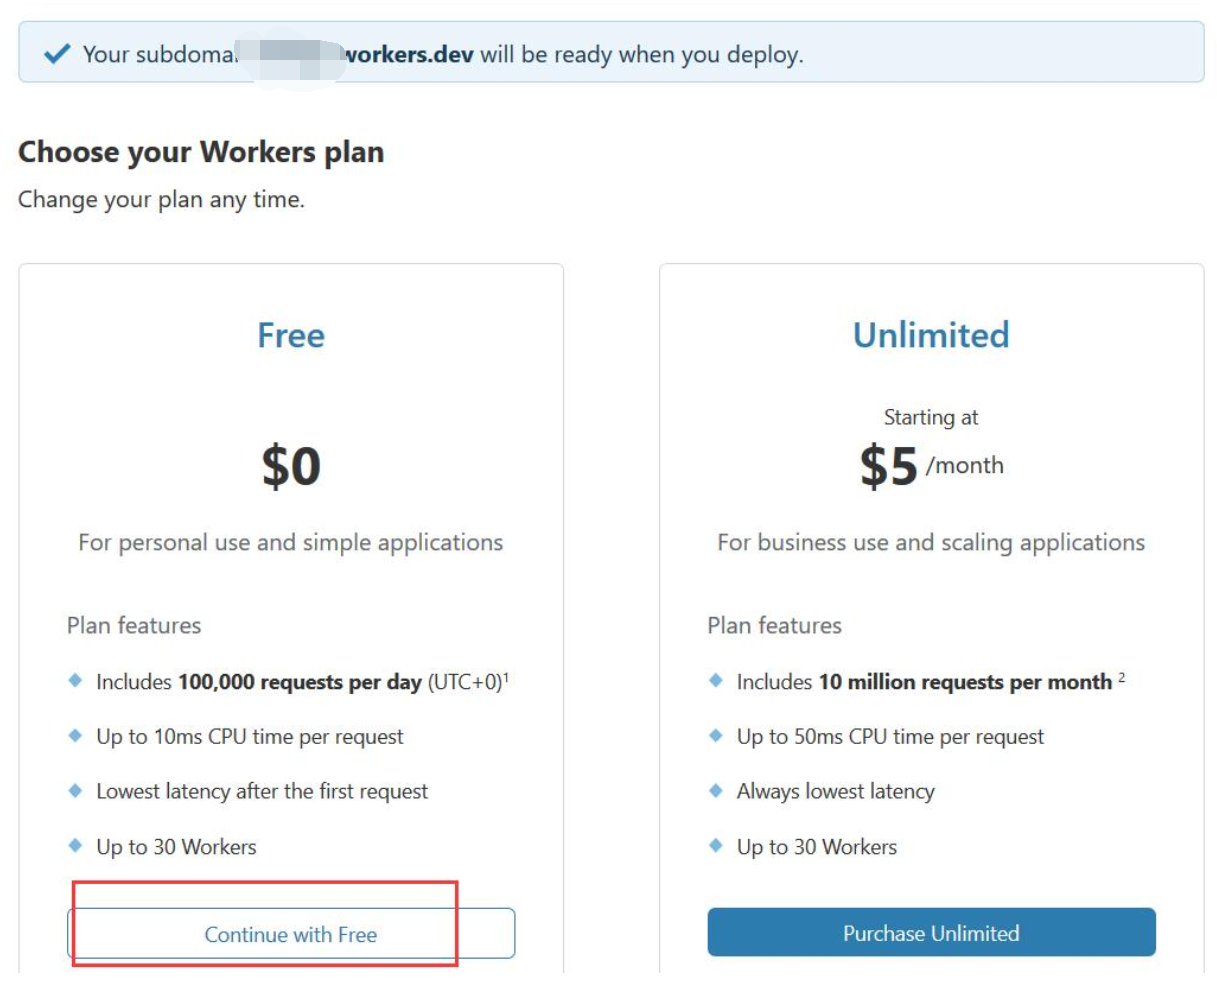 Your subdomai workers.dev will be ready when you deploy.
Choose your Workers plan
Change your plan any time.
Free
$0
For personal use and simple applications
Plan features
Includes 100,000 requests per day (UTC+0)¹
Up to 10ms CPU time per request
Lowest latency after the first request
Up to 30 Workers
Continue with Free
Unlimited
Starting at
$5 /month
For business use and scaling applications
Plan features
Includes 10 million requests per month ²
Up to 50ms CPU time per request
Always lowest latency
Up to 30 Workers
Purchase Unlimited